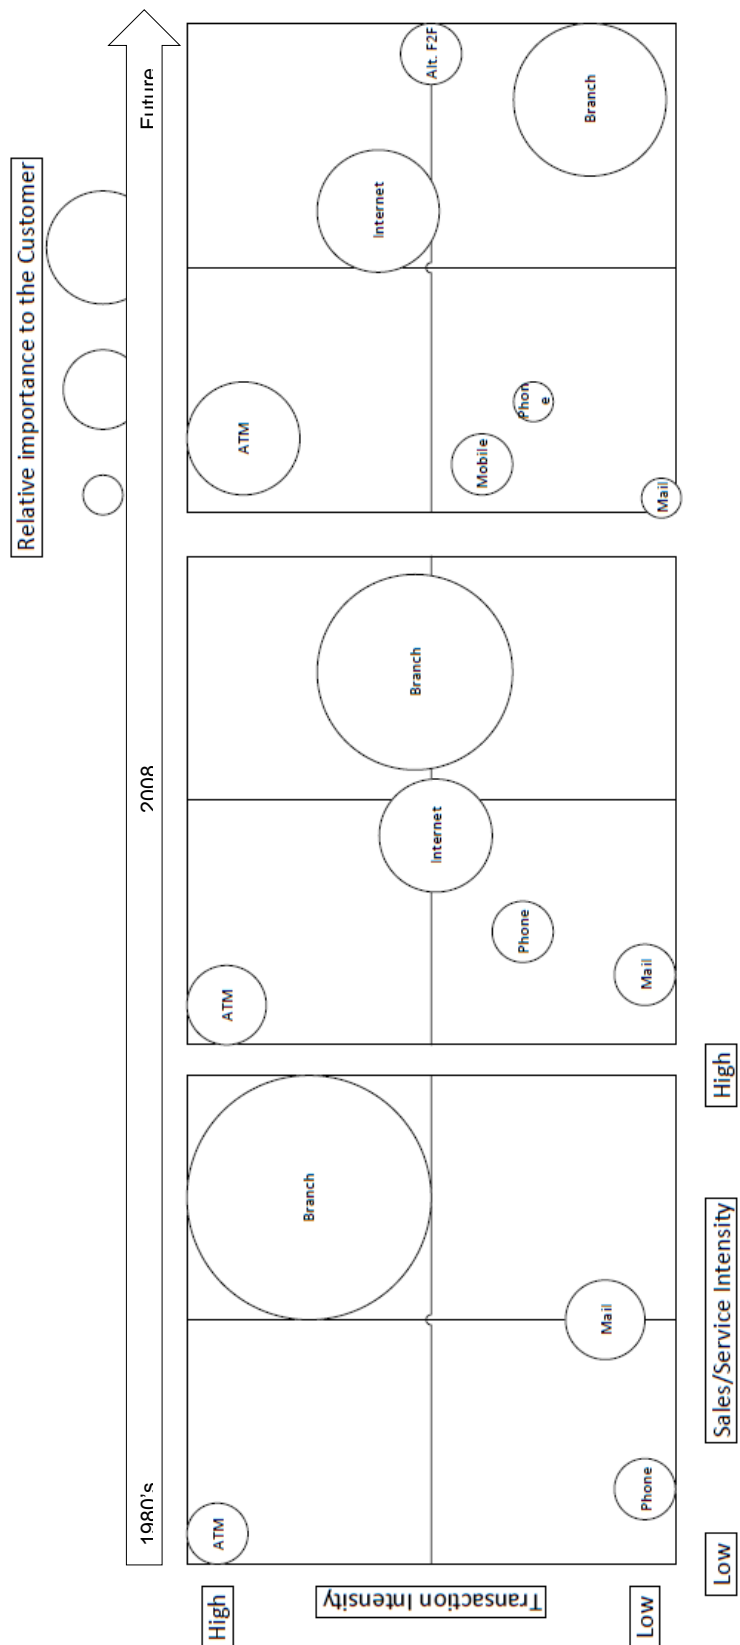 Relative importance to the Customer
1980's
2008
Future
High
Transaction Intensity
Low
ATM
Branch
Mail
Phone
ATM
Branch
Internet
Phone
Mail
ATM
Internet
Alt. F2F
Mobile
Phon
e
Branch
Mail
Low
Sales/Service Intensity
High